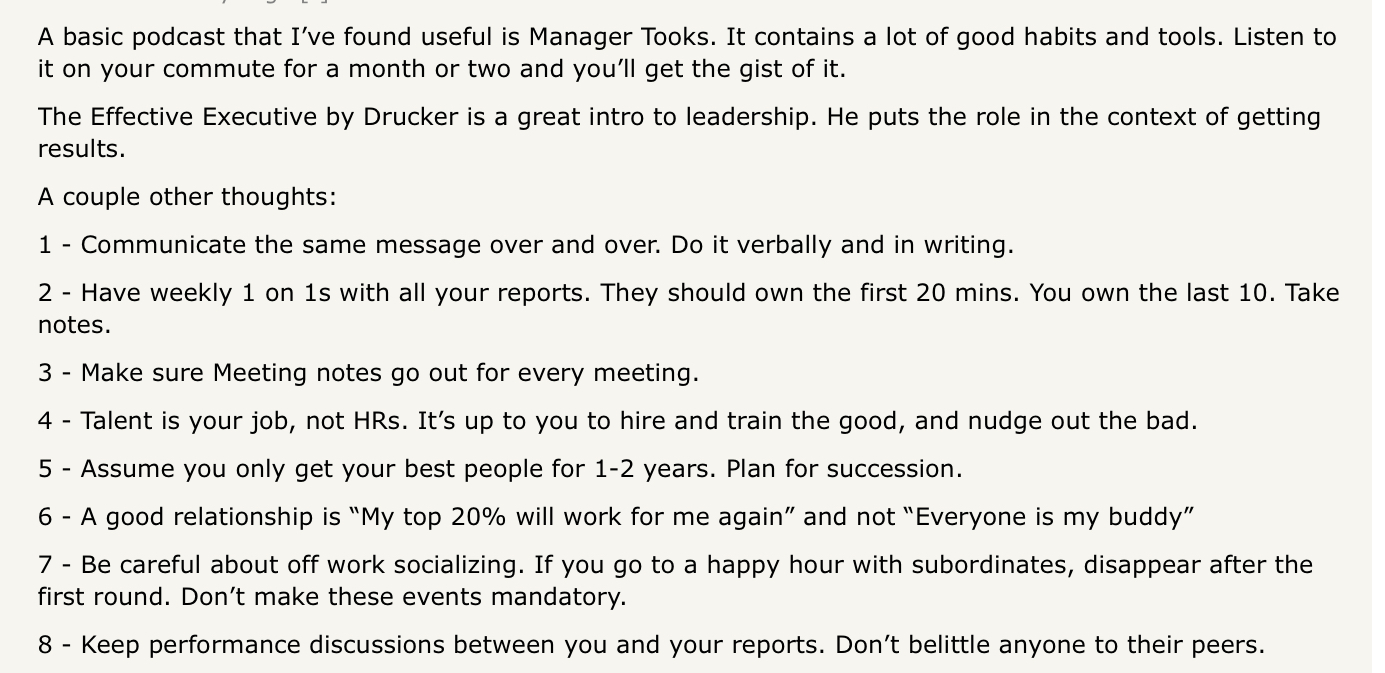 A basic podcast that I’ve found useful is Manager Tooks. It contains a lot of good habits and tools. Listen to
it on your commute for a month or two and you’ll get the gist of it.
The Effective Executive by Drucker is a great intro to leadership. He puts the role in the context of getting
results.
A couple other thoughts:
1 - Communicate the same message over and over. Do it verbally and in writing.
2 - Have weekly 1 on 1s with all your reports. They should own the first 20 mins. You own the last 10. Take
notes.
3 - Make sure Meeting notes go out for every meeting.
4 - Talent is your job, not HRs. It’s up to you to hire and train the good, and nudge out the bad.
5 - Assume you only get your best people for 1-2 years. Plan for succession.
6 - A good relationship is “My top 20% will work for me again” and not “Everyone is my buddy”
7 - Be careful about off work socializing. If you go to a happy hour with subordinates, disappear after the
first round. Don’t make these events mandatory.
8 - Keep performance discussions between you and your reports. Don’t belittle anyone to their peers.